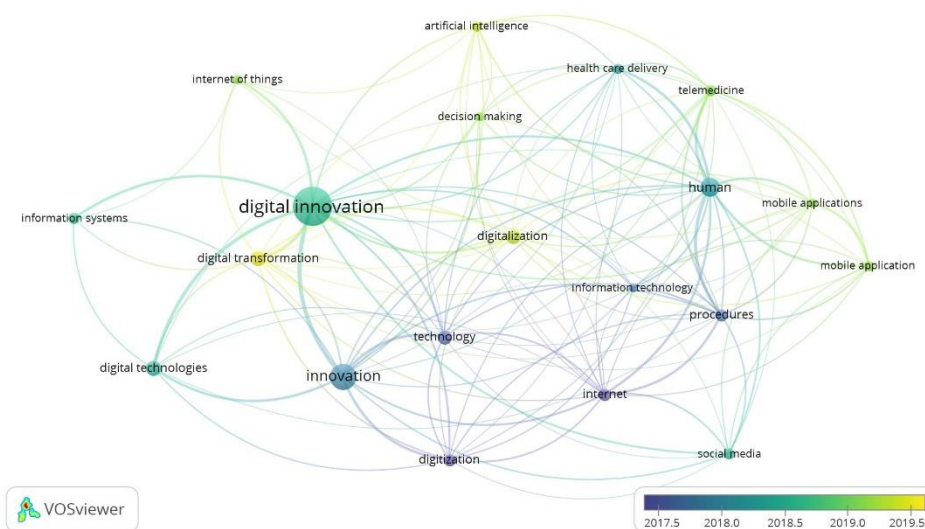 artificial intelligence
health care delivery
internet of things
telemedicine
decision making
human
digital innovation
mobile applications
information systems
digitalization
digital transformation
mobile application
information technology
procedures
technology
digital technologies
innovation
internet
social media
digitization
VOSviewer
2017.5 2018.0 2018.5 2019.0 2019.5